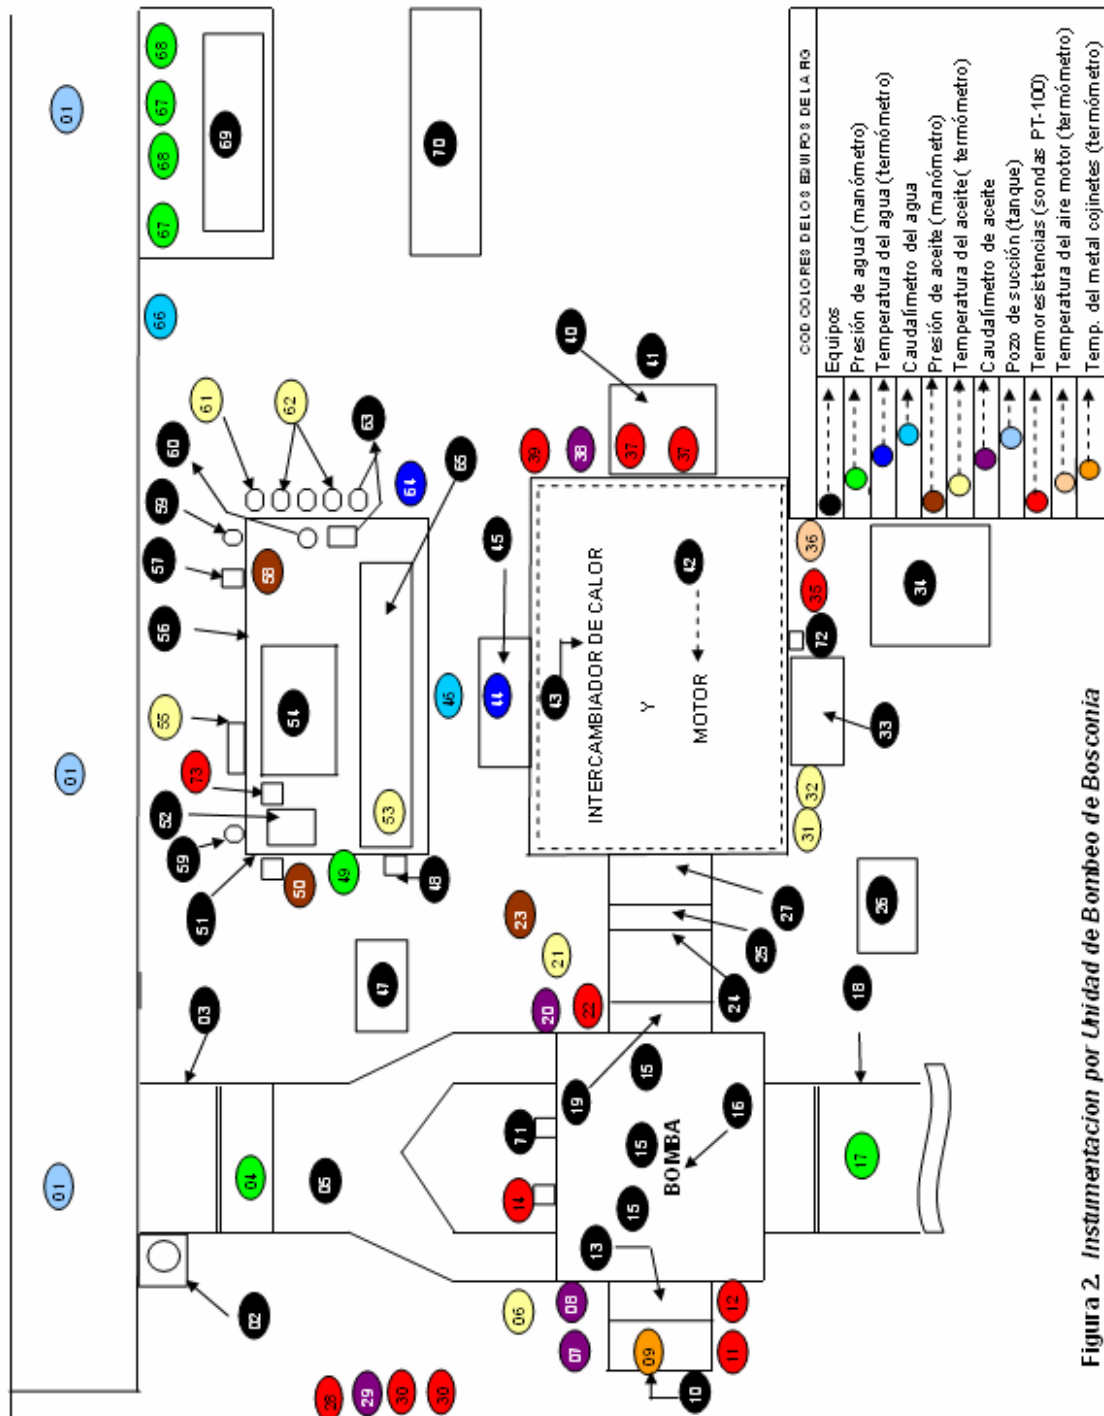 01 01 01
66 67 68 67 68
59 52 73 55 56 57 60
03 51 59 61 69
02 04 50 54 58 62
05 49 63
28
29 47 53 65 64
30 48 70
30 46
44 45
06 14 71 23 39
07 08 20 21 43 40
13 19 22 38
INTERCAMBIADOR DE CALOR
09 15 15 15 37 41
Y
BOMBA
10 37
42
MOTOR
11 12 16 24 25 27
31 32 72 35 36
17 18 26 33 34
COD COLORES DE LOS EQUIPOS DE LA RG
Equipos
Presión de agua (manómetro)
Temperatura del agua (termómetro)
Caudalímetro del agua
Presión de aceite (manómetro)
Temperatura del aceite ( termómetro)
Caudalímetro de aceite
Pozo de succión (tanque)
Termoresistencias (sondas PT-100)
Temperatura del aire motor (termómetro)
Temp. del metal cojinetes (termómetro)
Figura 2. Instumentacion por Unidad de Bombeo de Bosconia